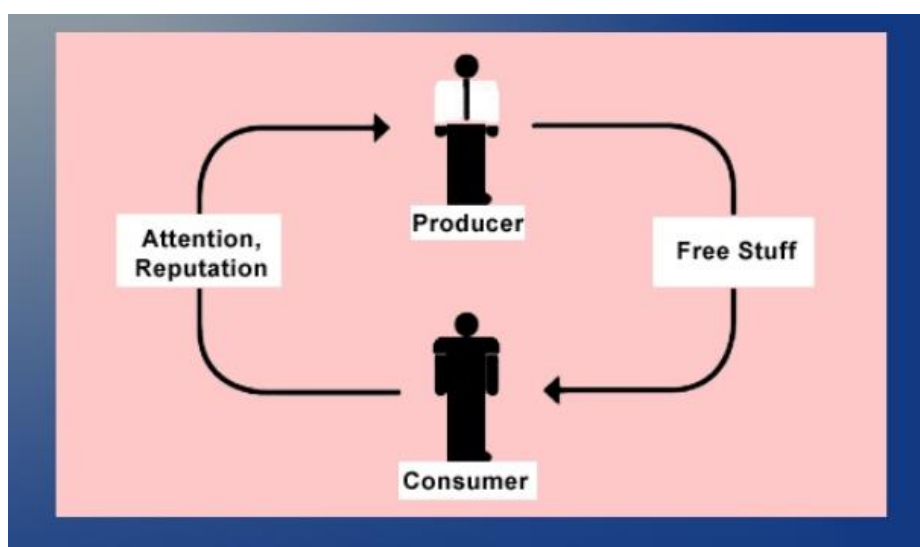 Producer
Attention,
Reputation
Free Stuff
Consumer